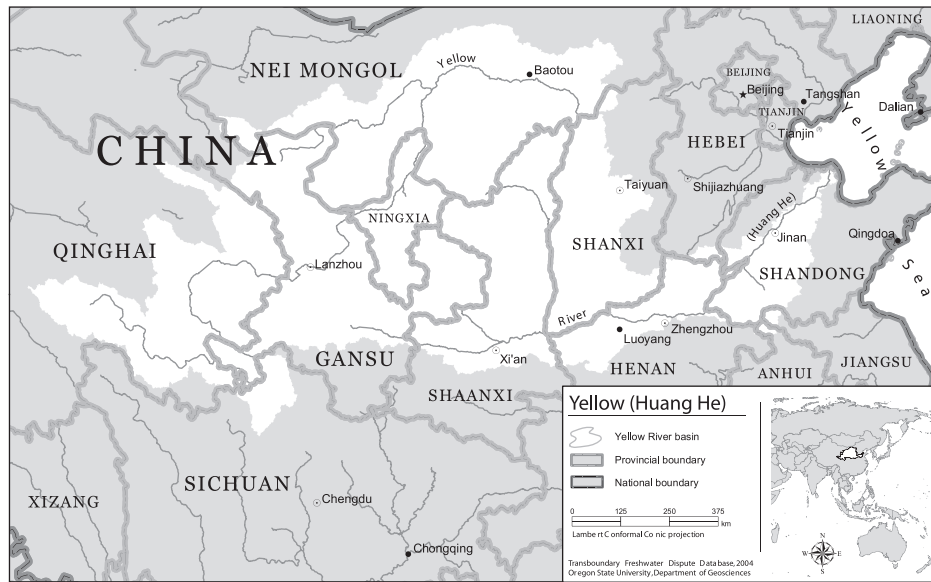 LIAONING
NEI MONGOL
Yellow
Baotou
BEIJING
Beijing
Tangshan
Dalian
TIANJIN
Tianjin
Yellow
CHINA
HEBEI
Shijiazhuang
Taiyuan
NINGXIA
(Huang He)
Jinan
Qingdoa
QINGHAI
SHANXI
Lanzhou
SHANDONG
Sea
River
Zhengzhou
Luoyang
GANSU
Xi'an
HENAN
ANHUI
JIANGSU
SHAANXI
SICHUAN
XIZANG
Chengdu
Chongqing
Yellow (Huang He)
Yellow River basin
Provincial boundary
National boundary
0 125 250 375
km
Lambe rt C onformal Co nic projection
Transboundary Freshwater Dispute Database, 2004
Oregon State University, Department of Geosciences
N
W E
S